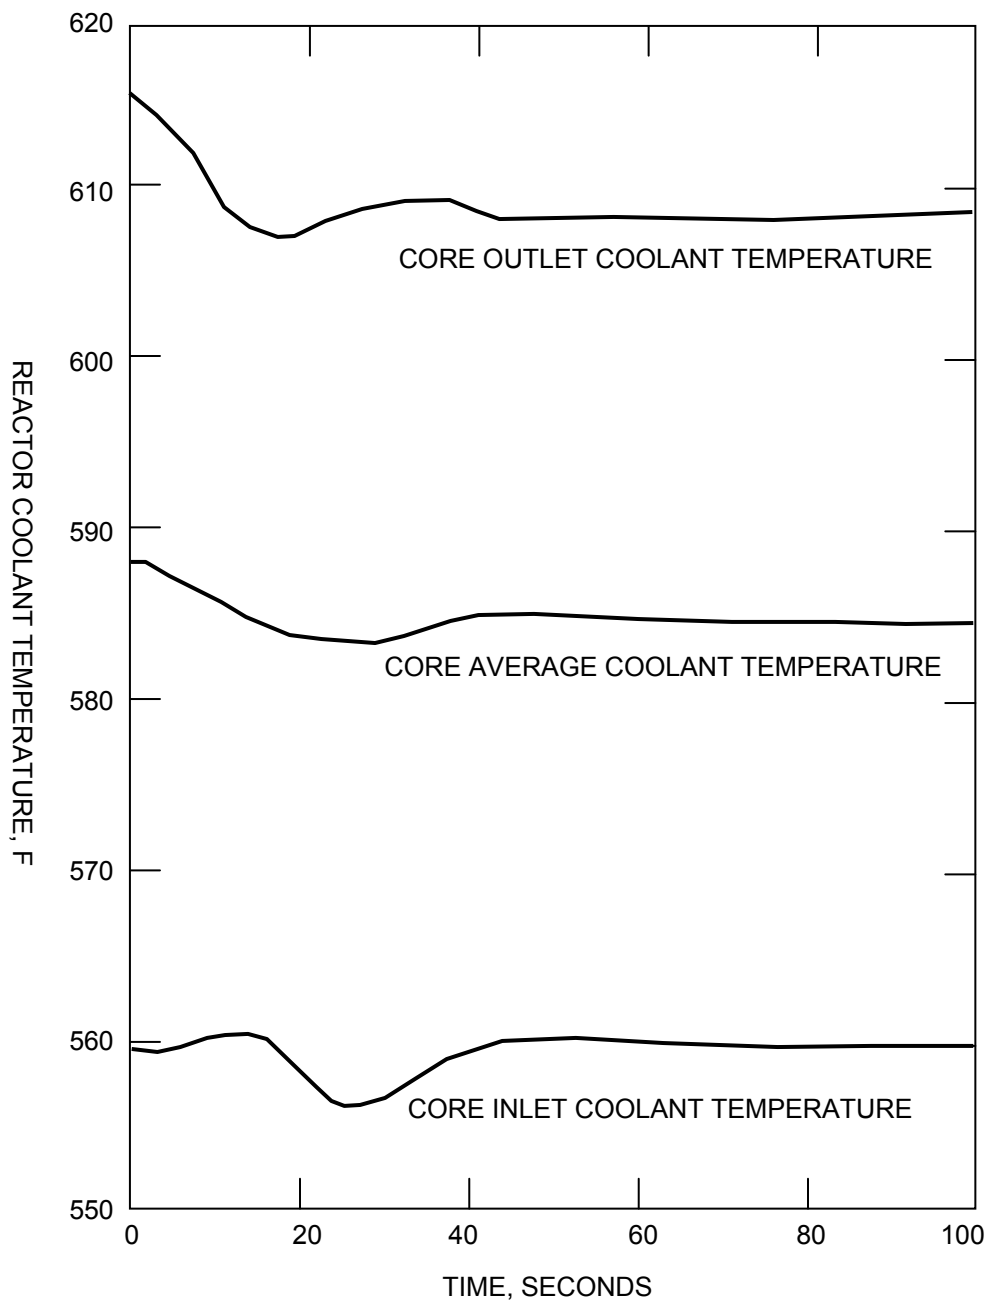 620
610
CORE OUTLET COOLANT TEMPERATURE
600
REACTOR COOLANT TEMPERATURE, F
590
CORE AVERAGE COOLANT TEMPERATURE
580
570
560
CORE INLET COOLANT TEMPERATURE
550
0 20 40 60 80 100
TIME, SECONDS